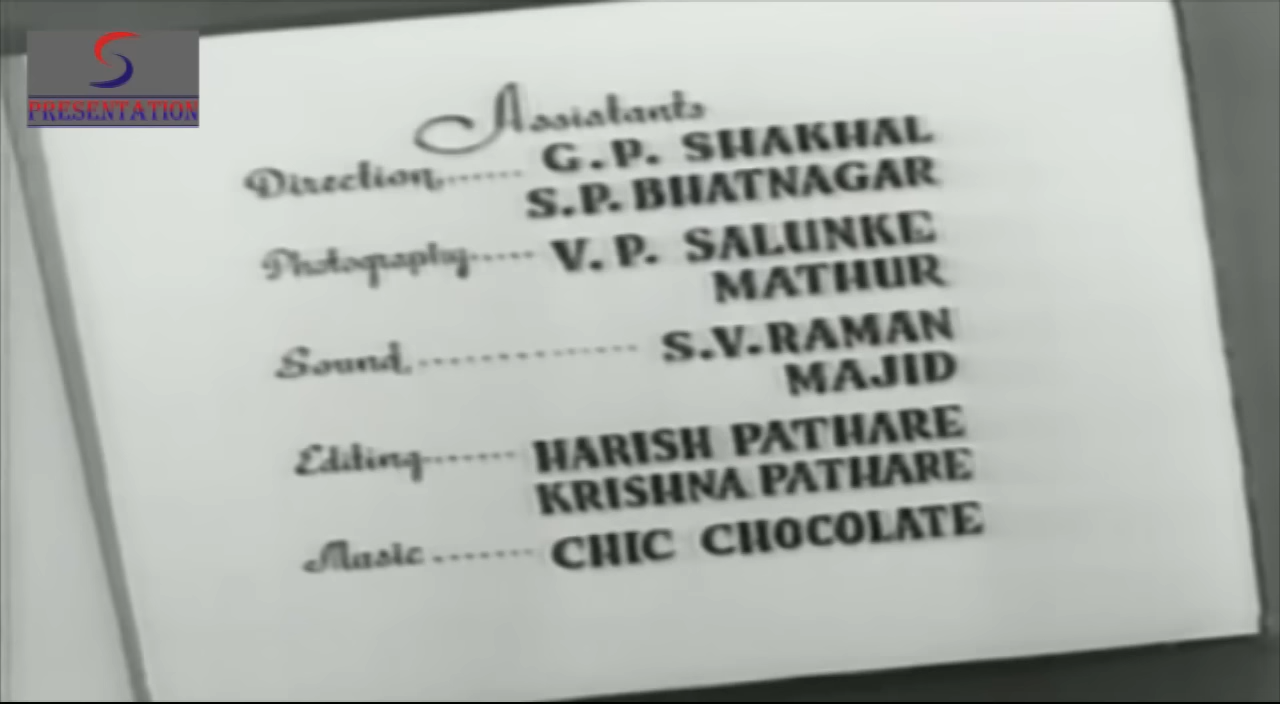 S
PRESENTATION
Assistants
Direction....... G.P. SHAKHAL
S.P. BHATNAGAR
Photography..... V. P. SALUNKE
MATHUR
Sound.............. S.V. RAMAN
MAJID
Editing....... HARISH PATHARE
KRISHNA PATHARE
Music ....... CHIC CHOCOLATE